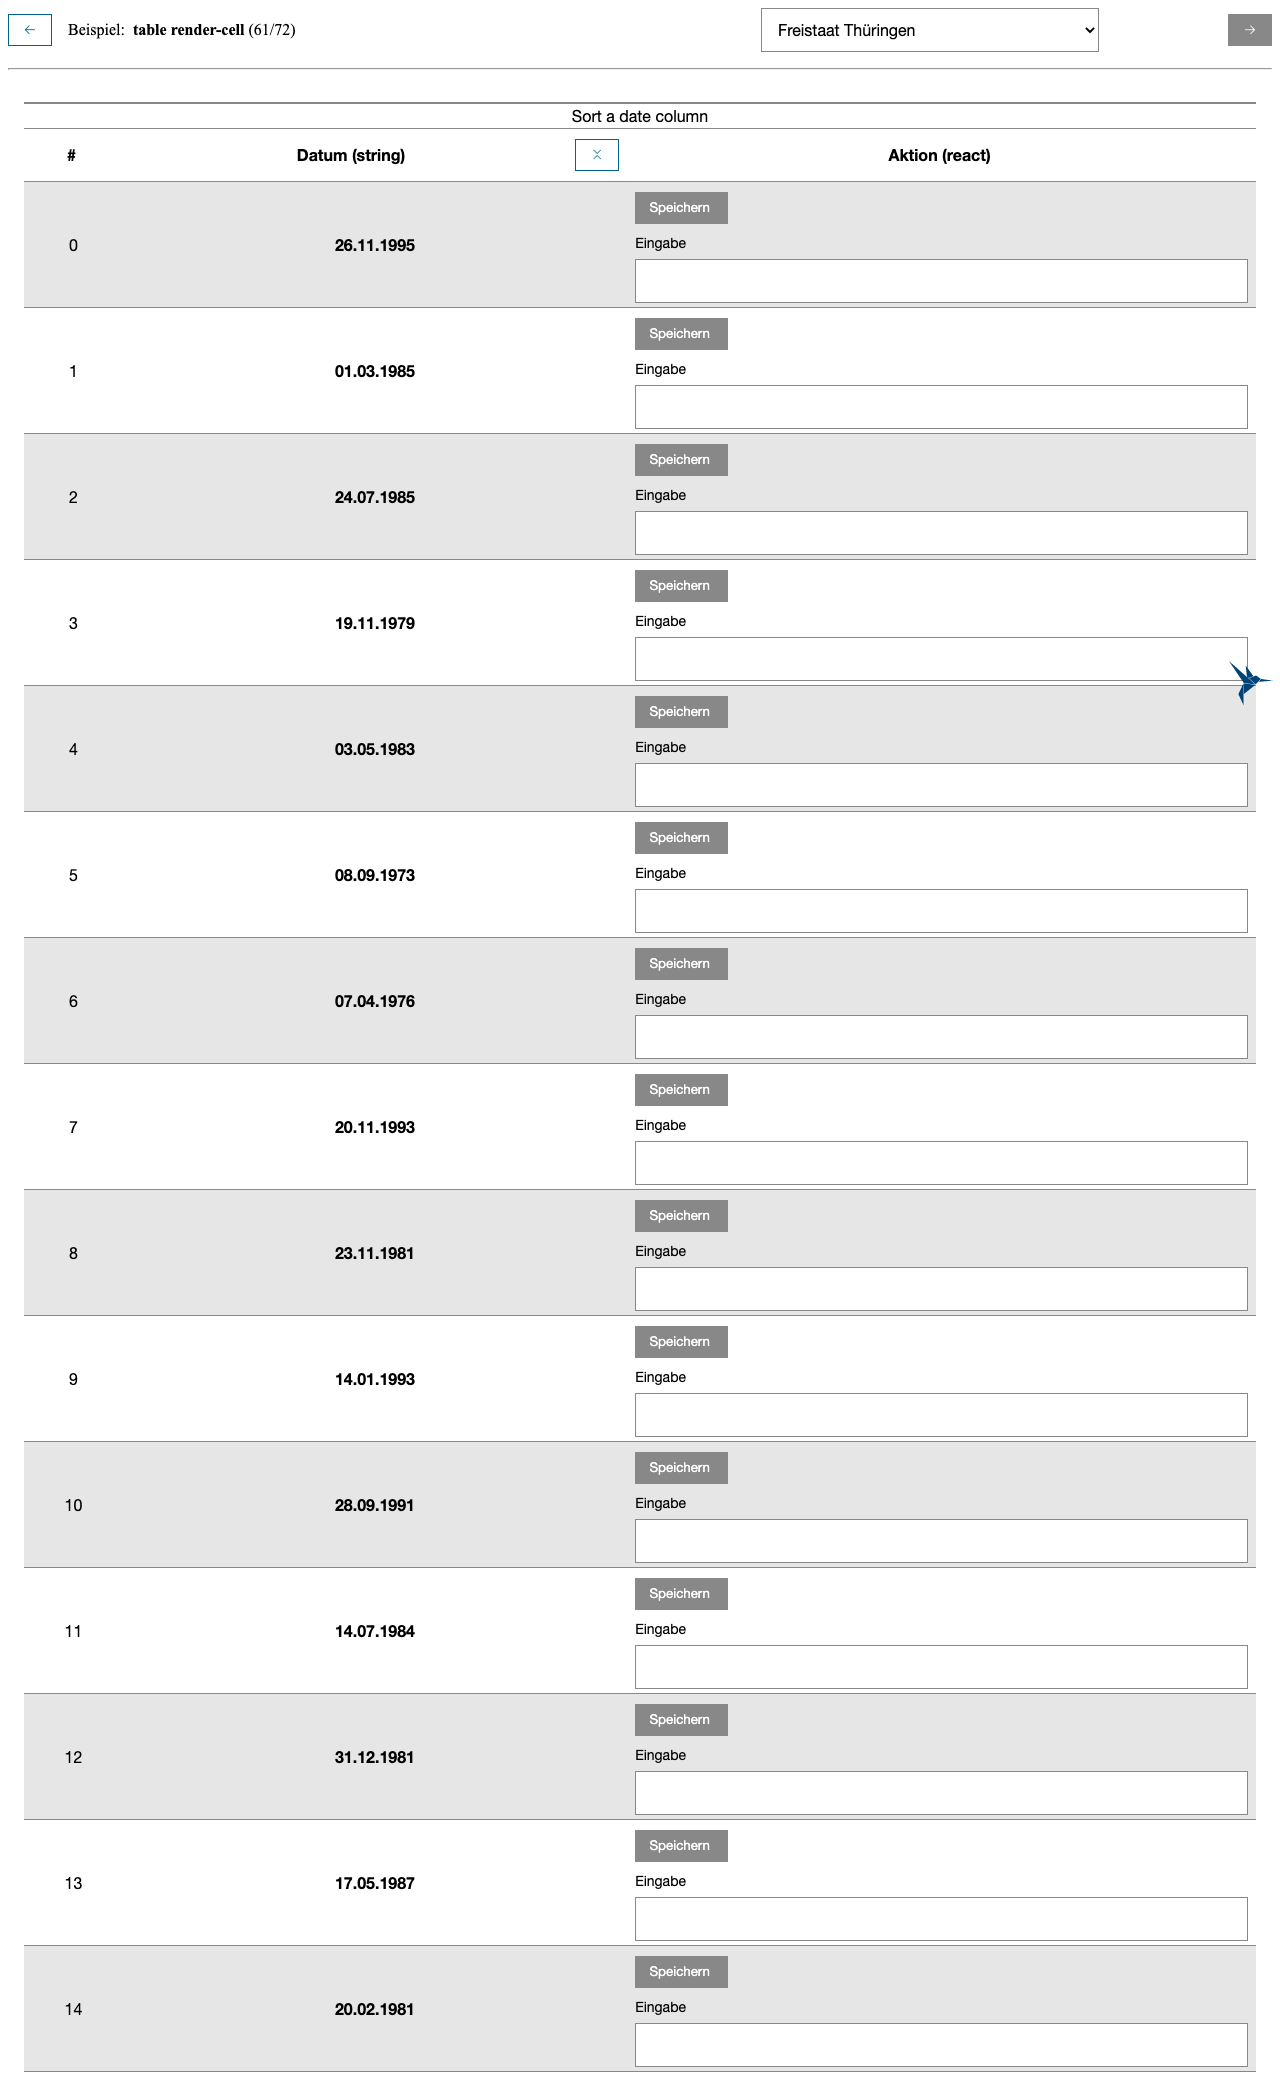 Beispiel: table render-cell (61/72)
Freistaat Thüringen
Sort a date column
# Datum (string) Aktion (react)
Speichern
Eingabe
0 26.11.1995
Speichern
Eingabe
1 01.03.1985
Speichern
Eingabe
2 24.07.1985
Speichern
Eingabe
3 19.11.1979
Speichern
Eingabe
4 03.05.1983
Speichern
Eingabe
5 08.09.1973
Speichern
Eingabe
6 07.04.1976
Speichern
Eingabe
7 20.11.1993
Speichern
Eingabe
8 23.11.1981
Speichern
Eingabe
9 14.01.1993
Speichern
Eingabe
10 28.09.1991
Speichern
Eingabe
11 14.07.1984
Speichern
Eingabe
12 31.12.1981
Speichern
Eingabe
13 17.05.1987
Speichern
Eingabe
14 20.02.1981